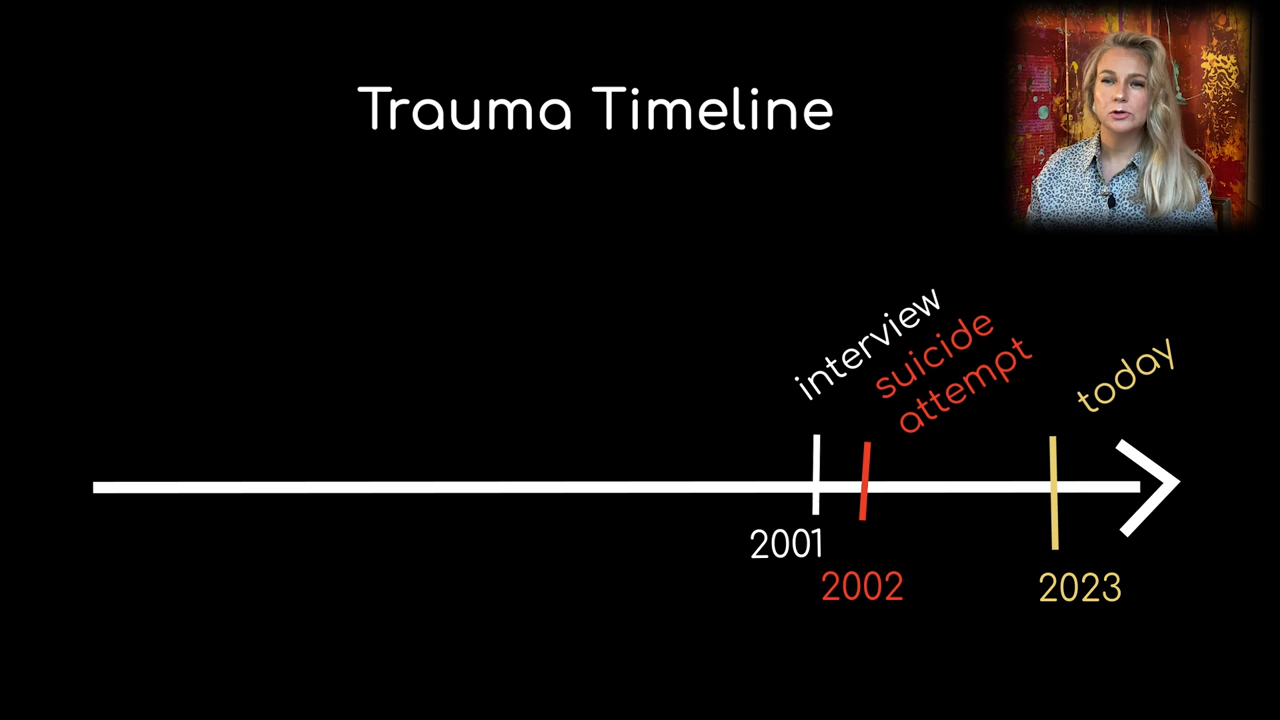 Trauma Timeline
interview
suicide
attempt
today
2001
2002
2023